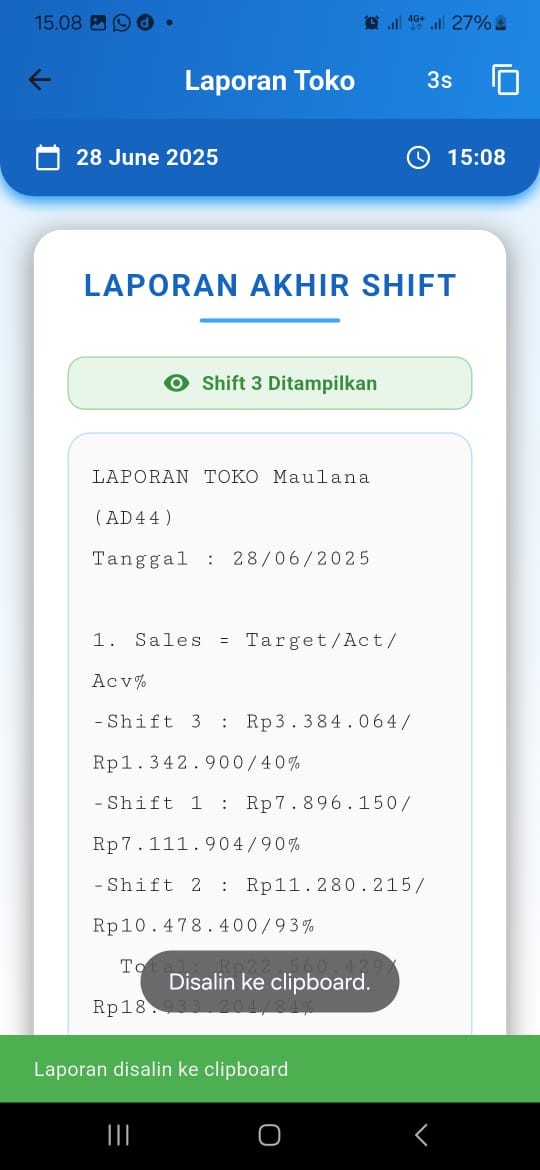 15.08 27%
4G+
Laporan Toko 3s
28 June 2025 15:08
LAPORAN AKHIR SHIFT
Shift 3 Ditampilkan
LAPORAN TOKO Maulana
(AD44)
Tanggal : 28/06/2025
1. Sales = Target/Act/
Acv%
-Shift 3 : Rp3.384.064/
Rp1.342.900/40%
-Shift 1 : Rp7.896.150/
Rp7.111.904/90%
-Shift 2 : Rp11.280.215/
Rp10.478.400/93%
Total: Rp22.560.429/
Rp18.933.204/84%
Disalin ke clipboard.
Laporan disalin ke clipboard